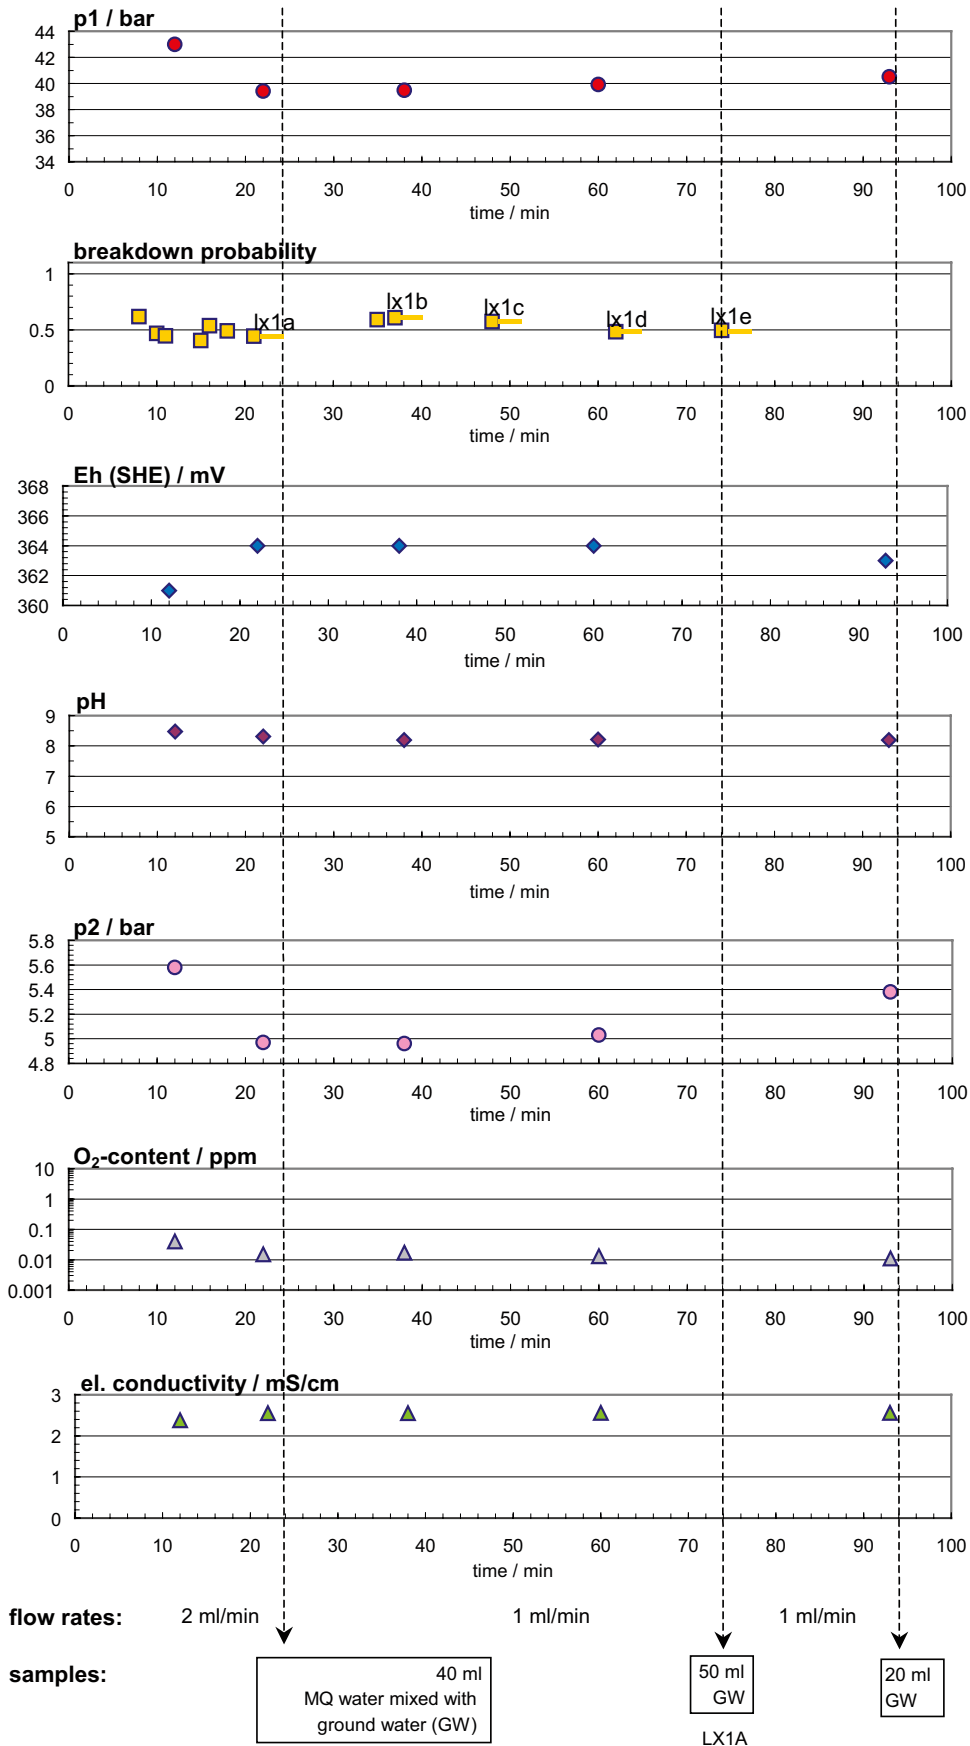 p1 / bar
44
42
40
38
36
34
0 10 20 30 40 50 60 70 80 90 100
time / min
breakdown probability
1
0.5
0
lx1a lx1b lx1c lx1d lx1e
0 10 20 30 40 50 60 70 80 90 100
time / min
Eh (SHE) / mV
368
366
364
362
360
0 10 20 30 40 50 60 70 80 90 100
time / min
pH
9
8
7
6
5
0 10 20 30 40 50 60 70 80 90 100
time / min
p2 / bar
5.8
5.6
5.4
5.2
5
4.8
0 10 20 30 40 50 60 70 80 90 100
time / min
O₂-content / ppm
10
1
0.1
0.01
0.001
0 10 20 30 40 50 60 70 80 90 100
time / min
el. conductivity / mS/cm
3
2
1
0
0 10 20 30 40 50 60 70 80 90 100
time / min
flow rates: 2 ml/min 1 ml/min 1 ml/min
samples:
40 ml
MQ water mixed with
ground water (GW)
50 ml
GW
LX1A
20 ml
GW